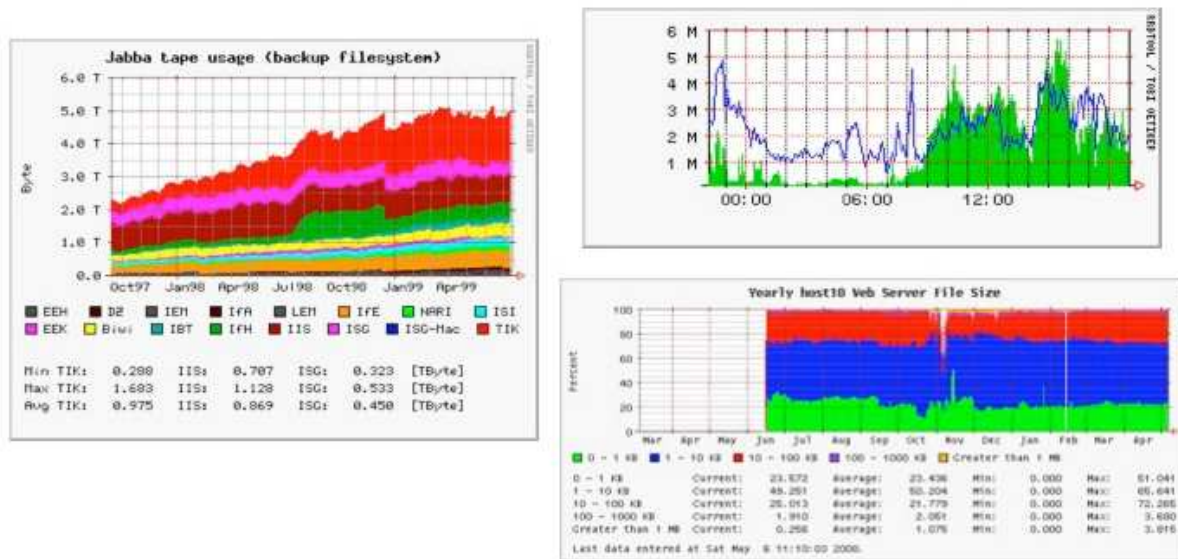 Jabba tape usage (backup filesystem)
RRDTOOL / TOBI OETIKER
Byte
6.0 T
5.0 T
4.0 T
3.0 T
2.0 T
1.0 T
0.0
Oct97 Jan98 Apr98 Jul98 Oct98 Jan99 Apr99
EEH DZ IEM IfA LEM IfE NARI ISI
EEK Biwi IBT IfH IIS ISG ISG-Mac TIK
Min TIK: 0.288 IIS: 0.707 ISG: 0.323 [TByte]
Max TIK: 1.683 IIS: 1.128 ISG: 0.533 [TByte]
Avg TIK: 0.975 IIS: 0.869 ISG: 0.450 [TByte]
6 M
5 M
4 M
3 M
2 M
1 M
00:00 06:00 12:00
RRDTOOL / TOBI OETIKER
Yearly host10 Web Server File Size
Percent
100
80
60
40
20
0
Mar Apr May Jun Jul Aug Sep Oct Nov Dec Jan Feb Mar Apr
0 - 1 KB 1 - 10 KB 10 - 100 KB 100 - 1000 KB Greater than 1 MB
0 - 1 KB Current: 23.572 Average: 23.436 Min: 0.000 Max: 51.041
1 - 10 KB Current: 49.251 Average: 50.204 Min: 0.000 Max: 65.641
10 - 100 KB Current: 25.013 Average: 21.779 Min: 0.000 Max: 72.265
100 - 1000 KB Current: 1.910 Average: 2.051 Min: 0.000 Max:
Greater than 1 MB Current: 0.256 Average: 1.075 Min: 0.000 Max: 3.815
Last data entered at Sat May 6 11:10:00 2000.